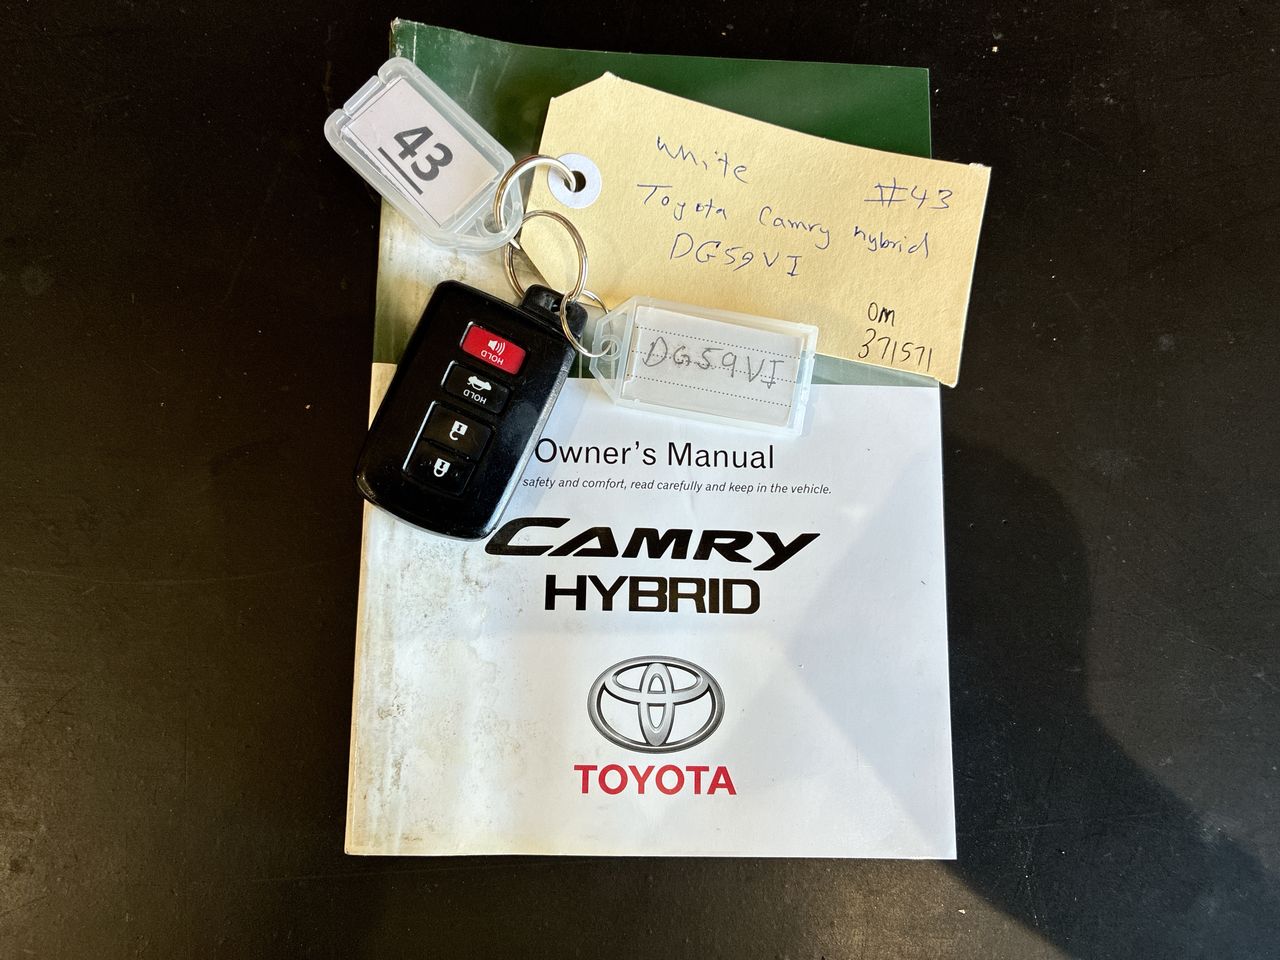 43
White
#43
Toyota Camry hybrid
DG59VI
OM
371571
DG59VI
HOLD
HOLD
Owner's Manual
safety and comfort, read carefully and keep in the vehicle.
CAMRY
HYBRID
TOYOTA